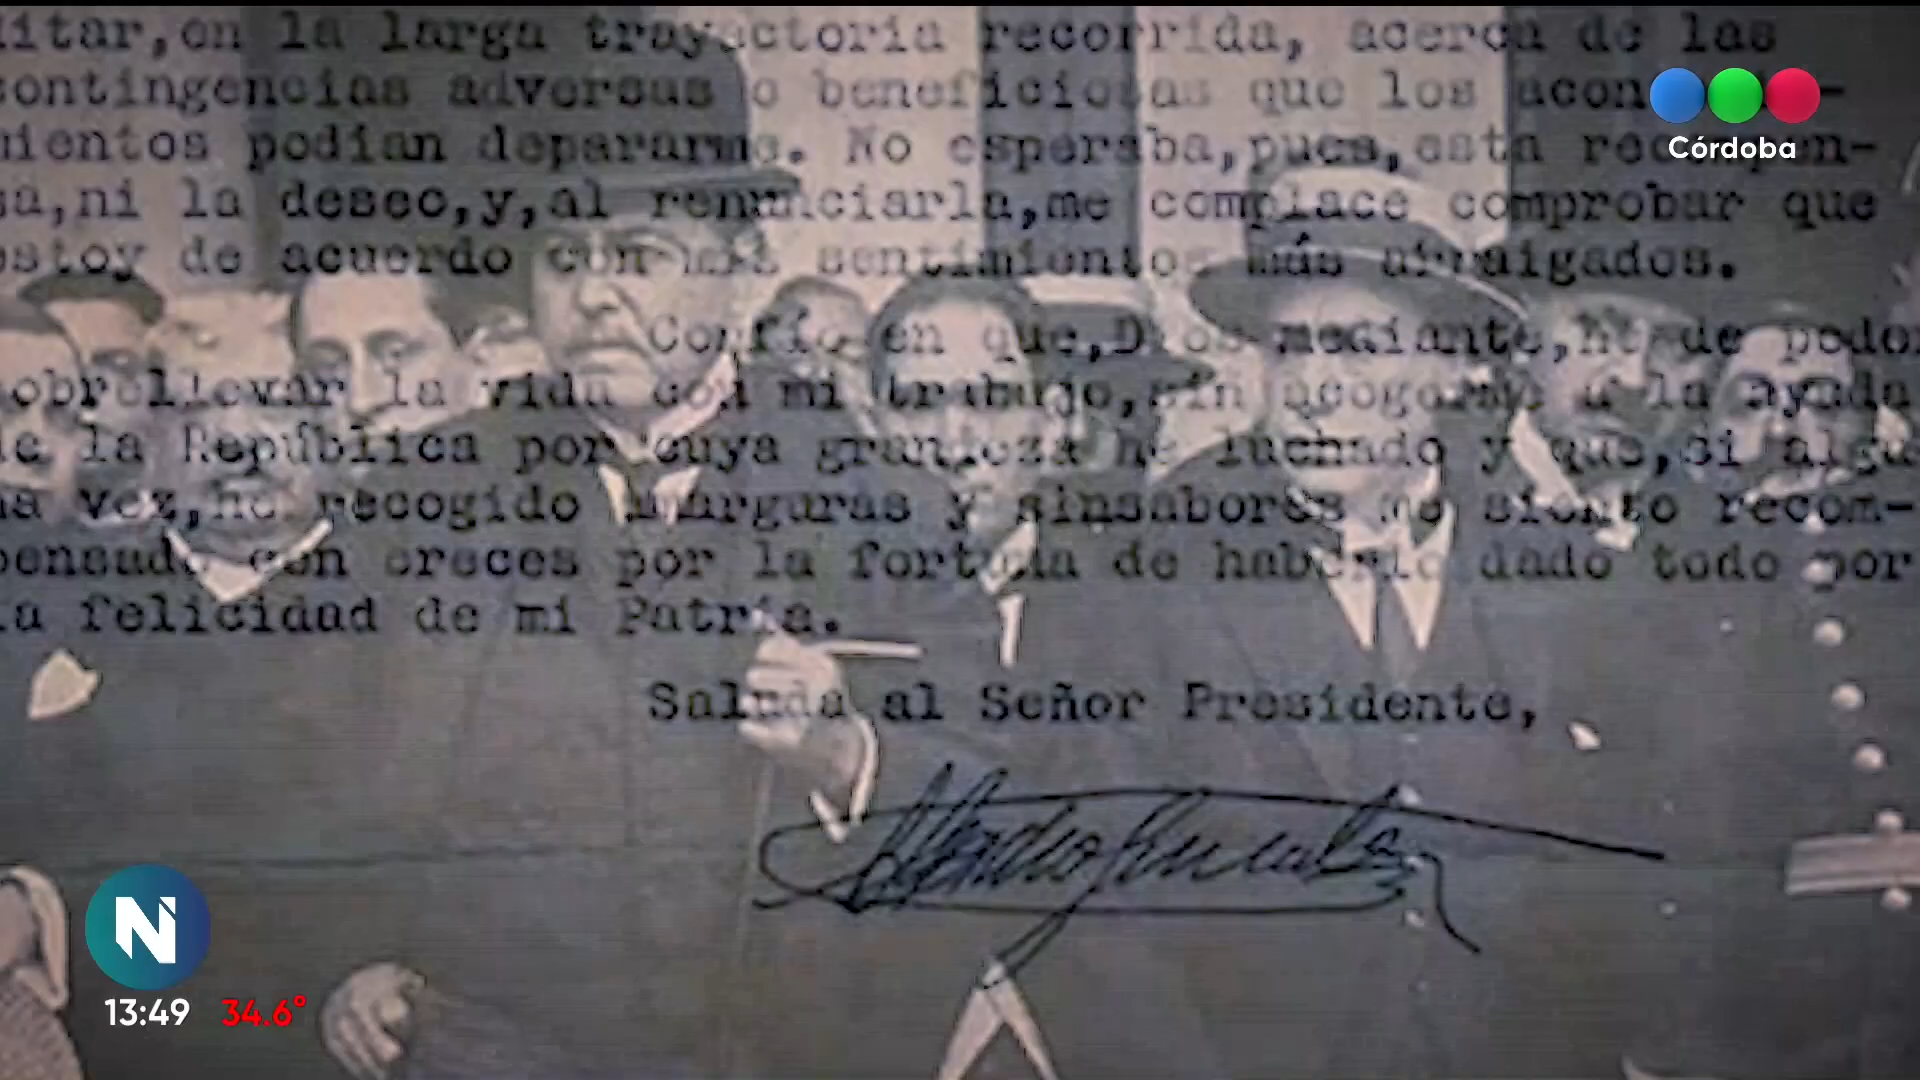 itar,en la larga trayectoria recorrida, acerca de las
contingencias adversas o beneficiosas que los acon
mientos podían depararme. No esperaba,pues,esta recompen-
sa,ni la deseo,y,al renunciarla,me complace comprobar que
estoy de acuerdo con mis sentimientos más arraigados.
Confío en que,Dios mediante,he de poder
sobrellevar la vida con mi trabajo,sin acogerme a la ayuda
de la República por cuya grandeza he luchado y que,si algu
na vez,he recogido amarguras y sinsabores me siento recom-
pensado con creces por la fortuna de haberlo dado todo por
la felicidad de mi Patria.
Saluda al Señor Presidente,
Córdoba
N
13:49 34.6°